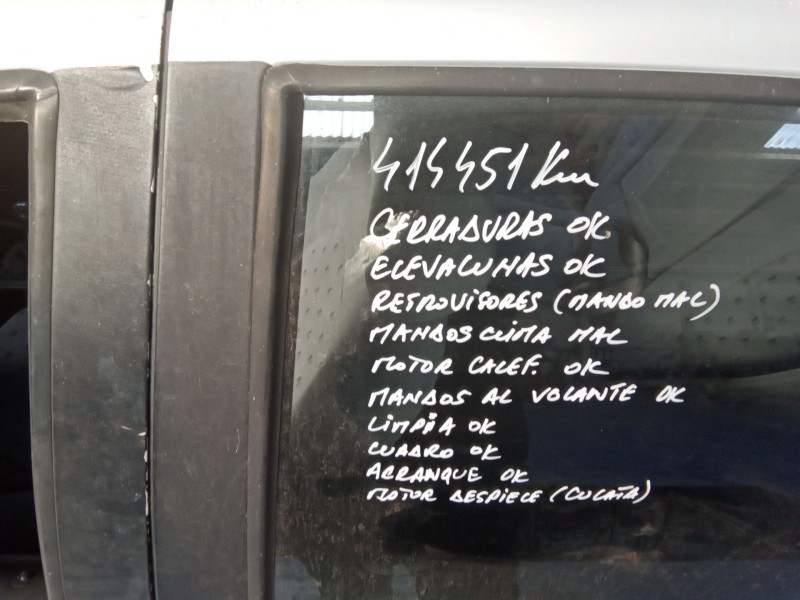 414451 Km
CERRADURAS OK
ELEVALUNAS OK
RETROVISORES (MANDO MAL)
MANDOS CLIMA MAL
MOTOR CALEF. OK
MANDOS AL VOLANTE OK
LIMPIA OK
CUADRO OK
ARRANQUE OK
MOTOR DESPIECE (CULATA)